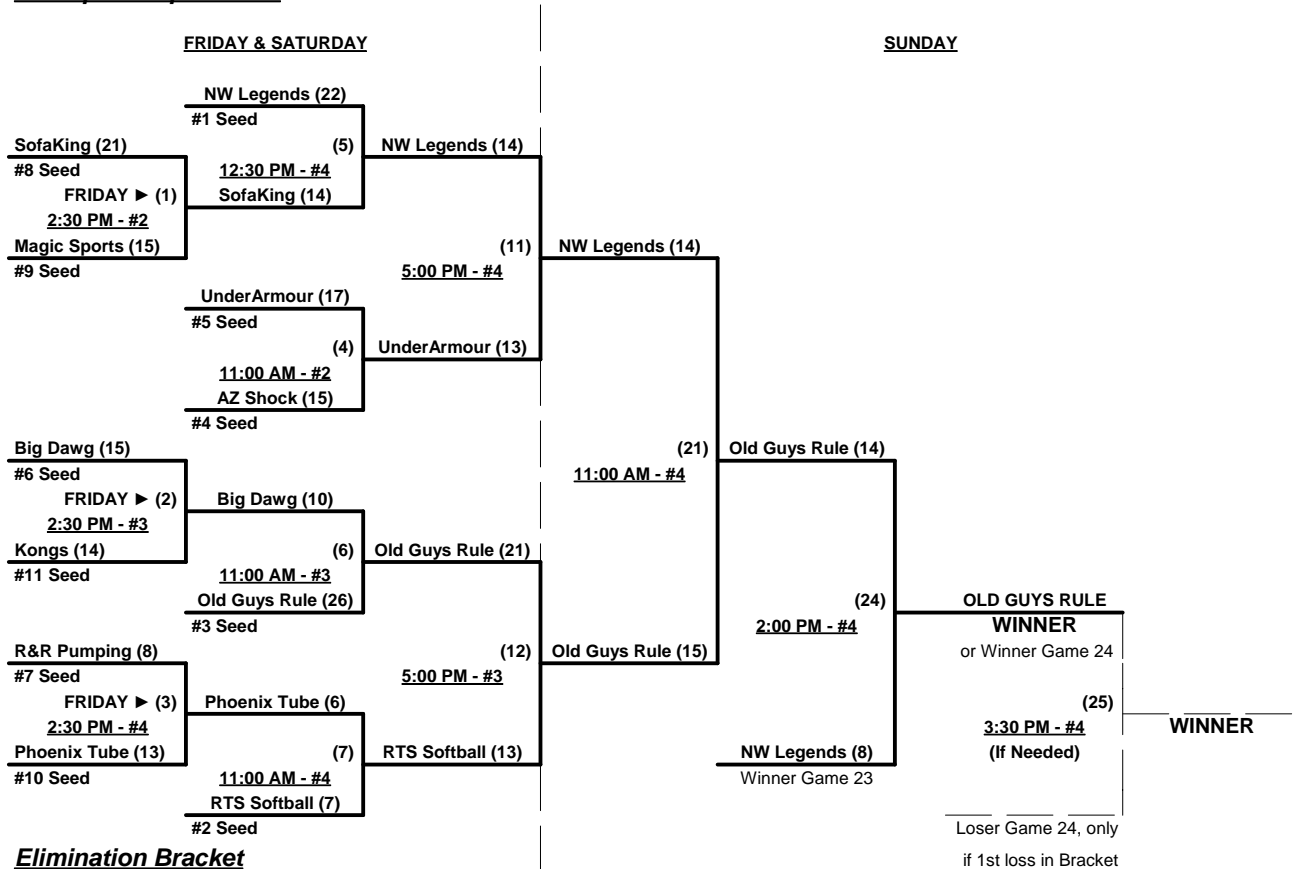 FRIDAY & SATURDAY
SUNDAY
NW Legends (22)
#1 Seed
SofaKing (21)
(5)
NW Legends (14)
#8 Seed
12:30 PM - #4
FRIDAY ► (1)
SofaKing (14)
2:30 PM - #2
Magic Sports (15)
(11)
NW Legends (14)
#9 Seed
5:00 PM - #4
UnderArmour (17)
#5 Seed
(4)
UnderArmour (13)
11:00 AM - #2
AZ Shock (15)
#4 Seed
Big Dawg (15)
(21)
Old Guys Rule (14)
#6 Seed
11:00 AM - #4
FRIDAY ► (2)
Big Dawg (10)
2:30 PM - #3
Kongs (14)
(6)
Old Guys Rule (21)
#11 Seed
11:00 AM - #3
Old Guys Rule (26)
(24)
OLD GUYS RULE
#3 Seed
2:00 PM - #4
WINNER
R&R Pumping (8)
(12)
Old Guys Rule (15)
or Winner Game 24
#7 Seed
5:00 PM - #3
FRIDAY ► (3)
Phoenix Tube (6)
(25)
2:30 PM - #4
3:30 PM - #4
WINNER
Phoenix Tube (13)
(7)
RTS Softball (13)
NW Legends (8)
(If Needed)
#10 Seed
11:00 AM - #4
Winner Game 23
RTS Softball (7)
#2 Seed
Loser Game 24, only
Elimination Bracket
if 1st loss in Bracket